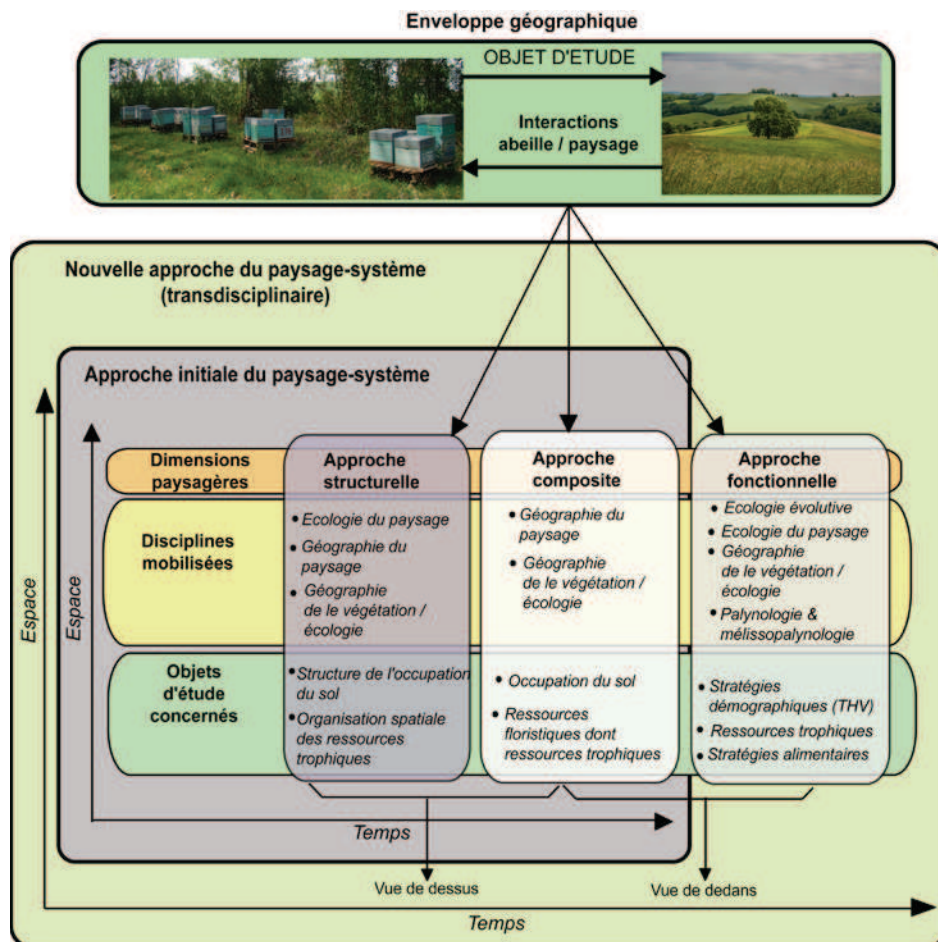 Enveloppe géographique
OBJET D'ETUDE
Interactions
abeille / paysage
Nouvelle approche du paysage-système
(transdisciplinaire)
Approche initiale du paysage-système
Espace
Espace
Dimensions
paysagères
Disciplines
mobilisées
Objets
d'étude
concernés
Approche
structurelle
• Ecologie du paysage
• Géographie du
paysage
• Géographie
de le végétation /
écologie
• Structure de l'occupation
du sol
• Organisation spatiale
des ressources
trophiques
Approche
composite
• Géographie du
paysage
• Géographie
de le végétation /
écologie
• Occupation du sol
• Ressources
floristiques dont
ressources trophiques
Approche
fonctionnelle
• Ecologie évolutive
• Ecologie du paysage
• Géographie
de le végétation /
écologie
• Palynologie &
mélissopalynologie
• Stratégies
démographiques (THV)
• Ressources trophiques
• Stratégies alimentaires
Temps
Vue de dessus
Vue de dedans
Temps